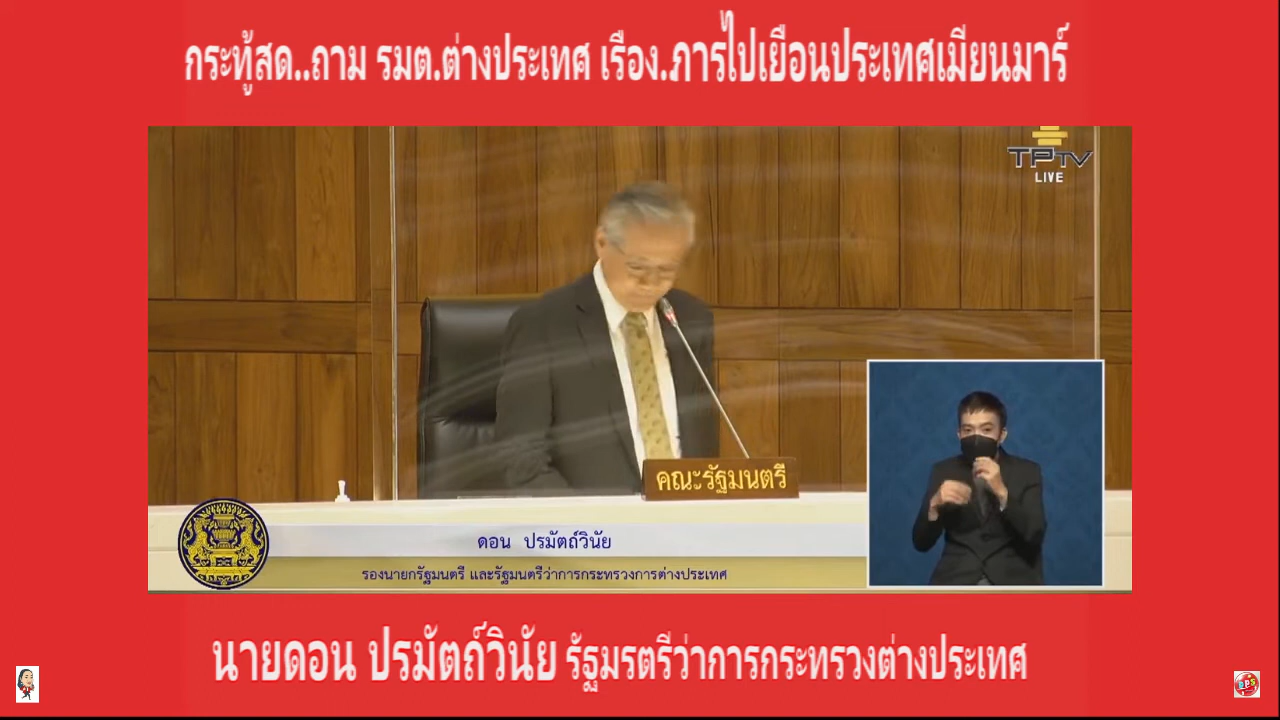 กระทู้สด..ถาม รมต.ต่างประเทศ เรื่อง.ภารไปเยือนประเทศเมียนมาร์
TPTV
LIVE
คณะรัฐมนตรี
ดอน ปรมัตถ์วินัย
รองนายกรัฐมนตรี และรัฐมนตรีว่าการกระทรวงการต่างประเทศ
นายดอน ปรมัตถ์วินัย รัฐมรตรีว่าการกระทรวงต่างประเทศ
PPS